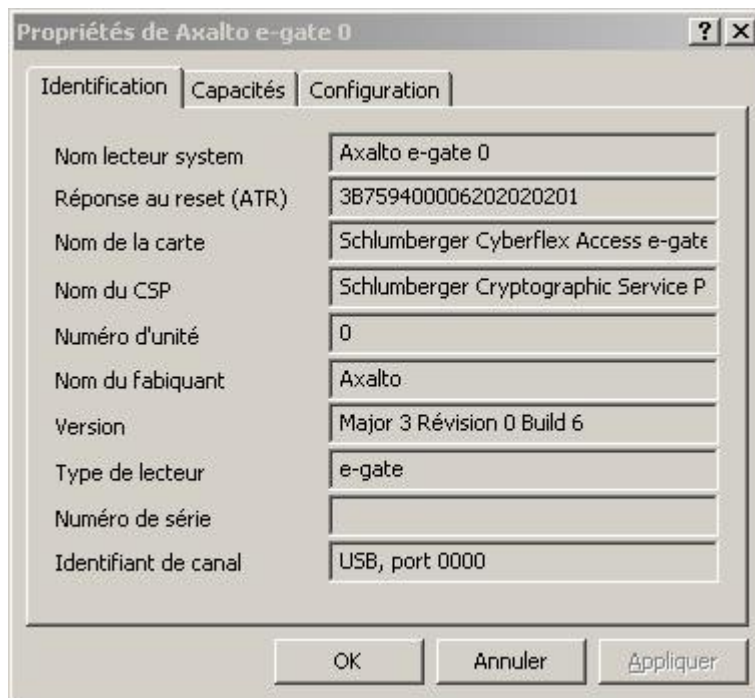 Propriétés de Axalto e-gate 0
Identification Capacités Configuration
Nom lecteur system Axalto e-gate 0
Réponse au reset (ATR) 3B759400006202020201
Nom de la carte Schlumberger Cyberflex Access e-gate
Nom du CSP Schlumberger Cryptographic Service P
Numéro d'unité 0
Nom du fabiquant Axalto
Version Major 3 Révision 0 Build 6
Type de lecteur e-gate
Numéro de série
Identifiant de canal USB, port 0000
OK Annuler Appliquer